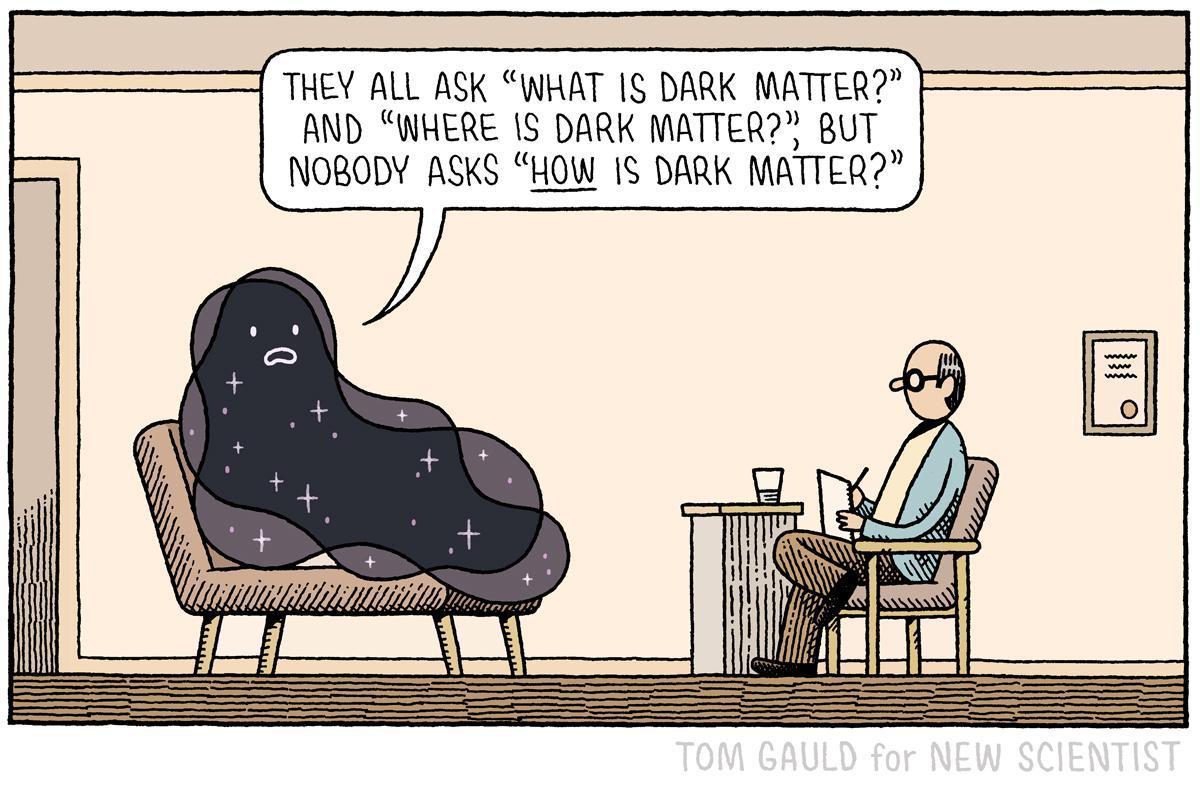 THEY ALL ASK “WHAT IS DARK MATTER?”
AND “WHERE IS DARK MATTER?”, BUT
NOBODY ASKS “HOW IS DARK MATTER?”
TOM GAULD for NEW SCIENTIST